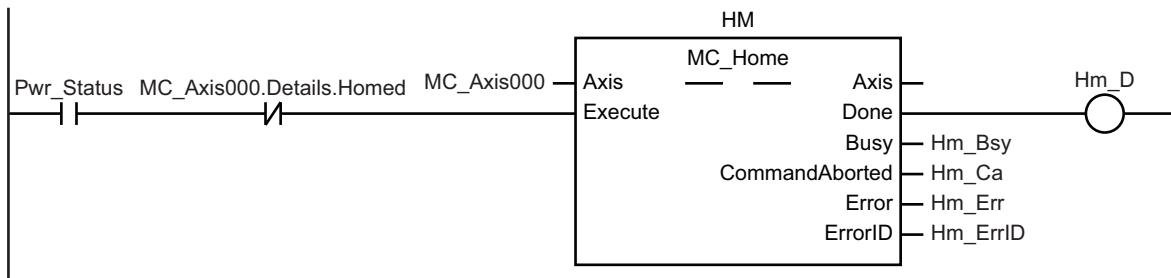 HM
MC_Home
Pwr_Status MC_Axis000.Details.Homed MC_Axis000 Axis Axis Hm_D
Execute Done
Busy Hm_Bsy
CommandAborted Hm_Ca
Error Hm_Err
ErrorID Hm_ErrID